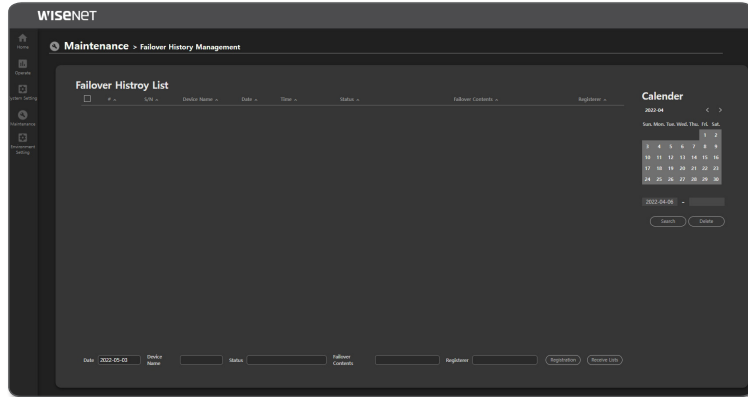 WISENET
Home
Operate
System Setting
Maintenance
Environment Setting
Maintenance > Failover History Management
Failover Histroy List
# S/N Device Name Date Time Status Failover Contents Registerer
Calender
2022-04 < >
Sun. Mon. Tue. Wed. Thu. Fri. Sat.
1 2
3 4 5 6 7 8 9
10 11 12 13 14 15 16
17 18 19 20 21 22 23
24 25 26 27 28 29 30
2022-04-06 -
Search Delete
Date 2022-05-03 Device Name Status Failover Contents Registerer Registration Receive Lists